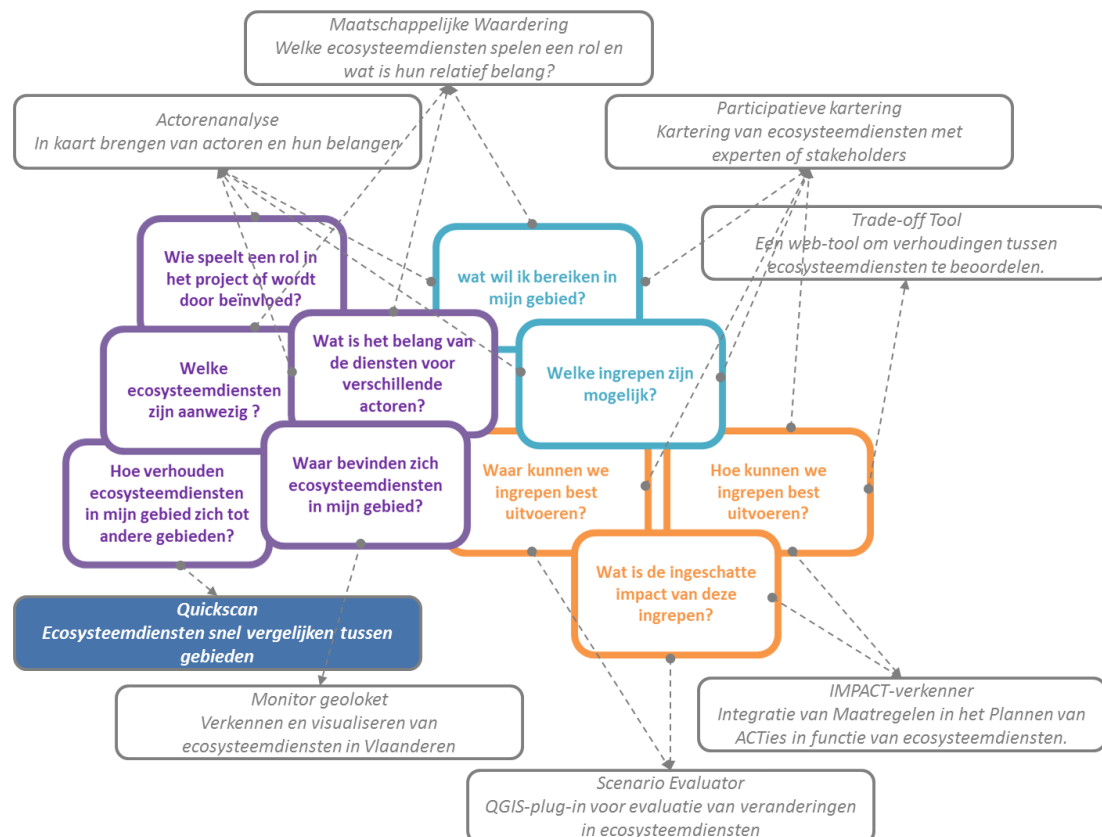 Maatschappelijke Waardering
Welke ecosysteemdiensten spelen een rol en
wat is hun relatief belang?
Actorenanalyse
In kaart brengen van actoren en hun belangen
Participatieve kartering
Kartering van ecosysteemdiensten met
experten of stakeholders
Trade-off Tool
Een web-tool om verhoudingen tussen
ecosysteemdiensten te beoordelen.
Wie speelt een rol in
het project of wordt
door beïnvloed?
wat wil ik bereiken in
mijn gebied?
Welke
ecosysteemdiensten
zijn aanwezig ?
Wat is het belang van
de diensten voor
verschillende
actoren?
Welke ingrepen zijn
mogelijk?
Hoe verhouden
ecosysteemdiensten
in mijn gebied zich tot
andere gebieden?
Waar bevinden zich
ecosysteemdiensten
in mijn gebied?
Waar kunnen we
ingrepen best
uitvoeren?
Hoe kunnen we
ingrepen best
uitvoeren?
Wat is de ingeschatte
impact van deze
ingrepen?
Quickscan
Ecosysteemdiensten snel vergelijken tussen
gebieden
Monitor geoloket
Verkennen en visualiseren van
ecosysteemdiensten in Vlaanderen
IMPACT-verkenner
Integratie van Maatregelen in het Plannen van
ACTies in functie van ecosysteemdiensten.
Scenario Evaluator
QGIS-plug-in voor evaluatie van veranderingen
in ecosysteemdiensten